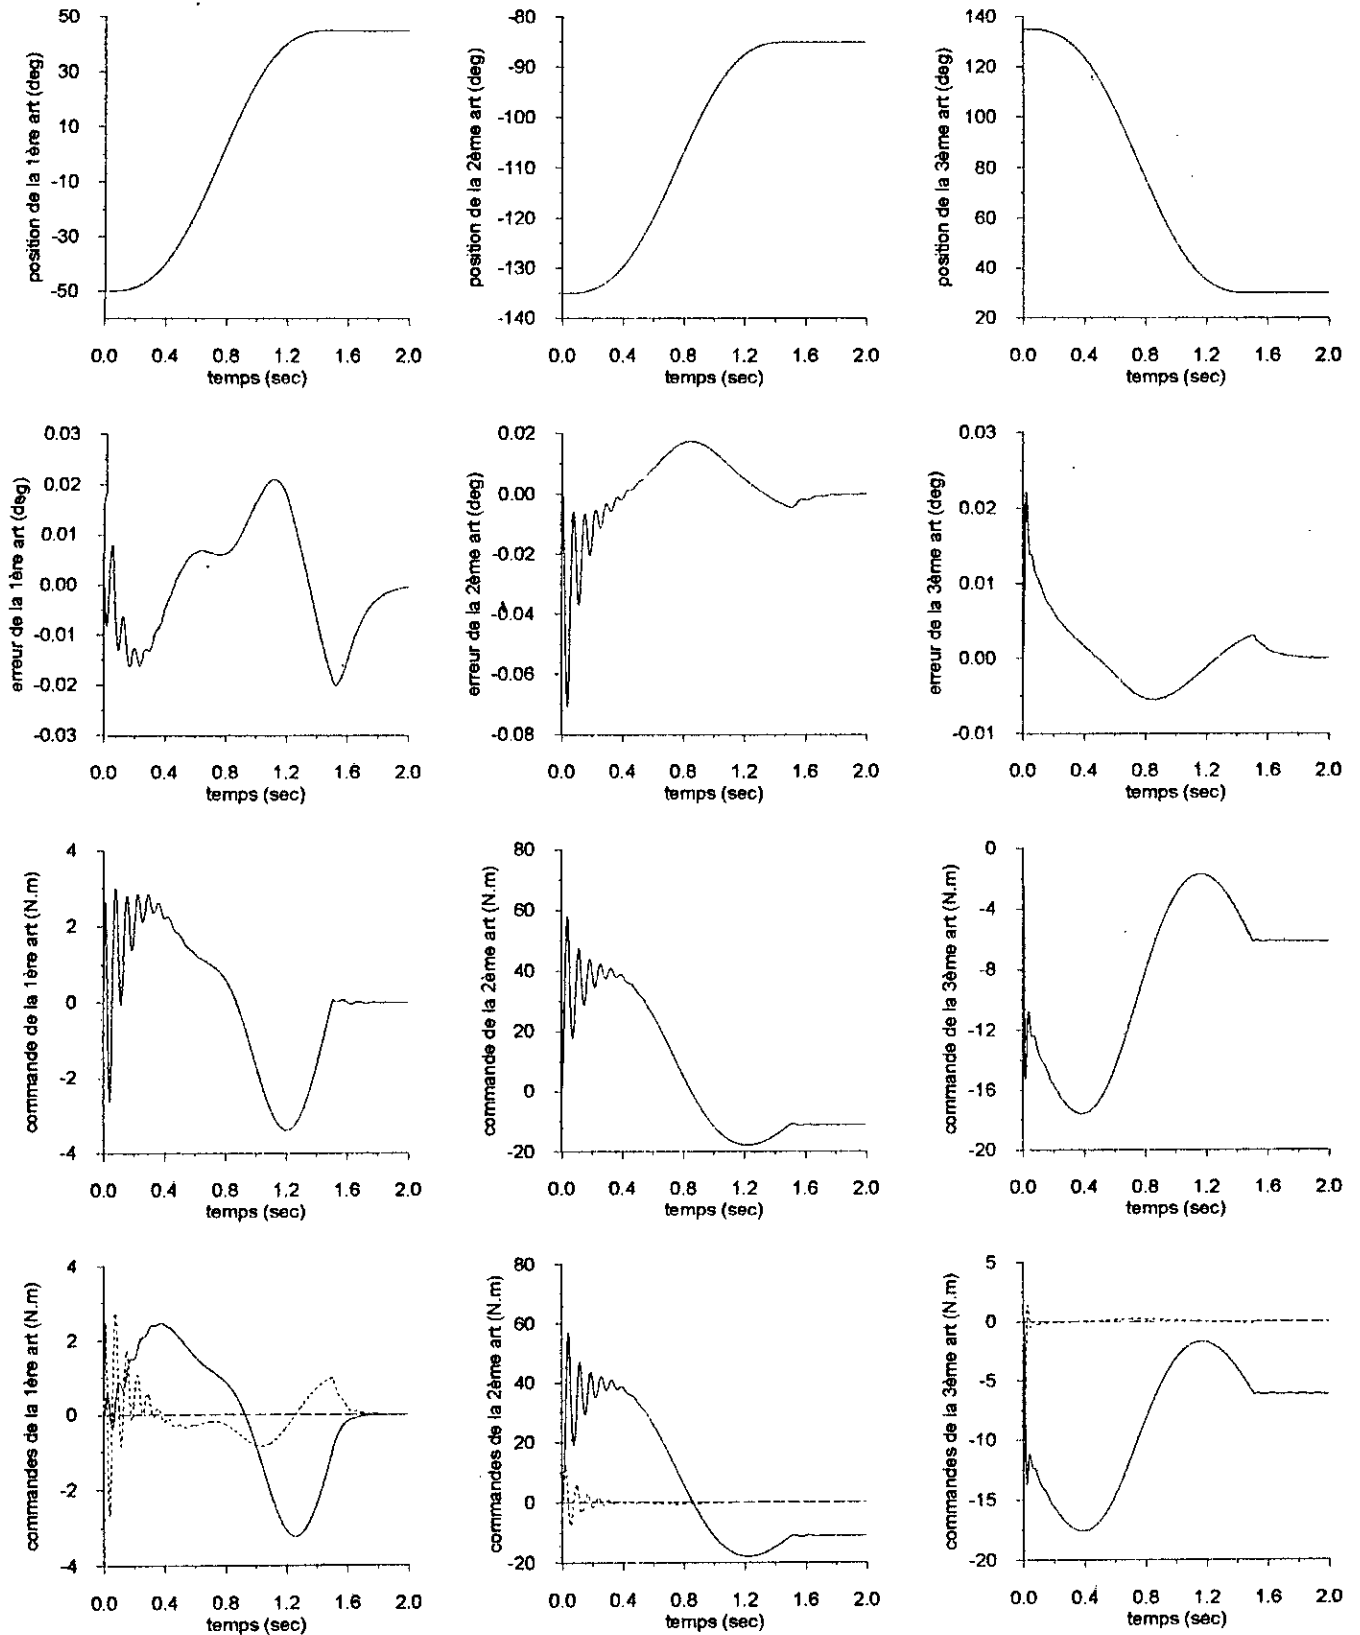 position de la 1ère art (deg)
50
30
10
-10
-30
-50
0.0 0.4 0.8 1.2 1.6 2.0
temps (sec)
position de la 2ème art (deg)
-80
-90
-100
-110
-120
-130
-140
0.0 0.4 0.8 1.2 1.6 2.0
temps (sec)
position de la 3ème art (deg)
140
120
100
80
60
40
20
0.0 0.4 0.8 1.2 1.6 2.0
temps (sec)
erreur de la 1ère art (deg)
0.03
0.02
0.01
0.00
-0.01
-0.02
-0.03
0.0 0.4 0.8 1.2 1.6 2.0
temps (sec)
erreur de la 2ème art (deg)
0.02
0.00
-0.02
-0.04
-0.06
-0.08
0.0 0.4 0.8 1.2 1.6 2.0
temps (sec)
erreur de la 3ème art (deg)
0.03
0.02
0.01
0.00
-0.01
0.0 0.4 0.8 1.2 1.6 2.0
temps (sec)
commande de la 1ère art (N.m)
4
2
0
-2
-4
0.0 0.4 0.8 1.2 1.6 2.0
temps (sec)
commande de la 2ème art (N.m)
80
60
40
20
0
-20
0.0 0.4 0.8 1.2 1.6 2.0
temps (sec)
commande de la 3ème art (N.m)
0
-4
-8
-12
-16
-20
0.0 0.4 0.8 1.2 1.6 2.0
temps (sec)
commandes de la 1ère art (N.m)
4
2
0
-2
-4
0.0 0.4 0.8 1.2 1.6 2.0
temps (sec)
commandes de la 2ème art (N.m)
80
60
40
20
0
-20
0.0 0.4 0.8 1.2 1.6 2.0
temps (sec)
commandes de la 3ème art (N.m)
5
0
-5
-10
-15
-20
0.0 0.4 0.8 1.2 1.6 2.0
temps (sec)